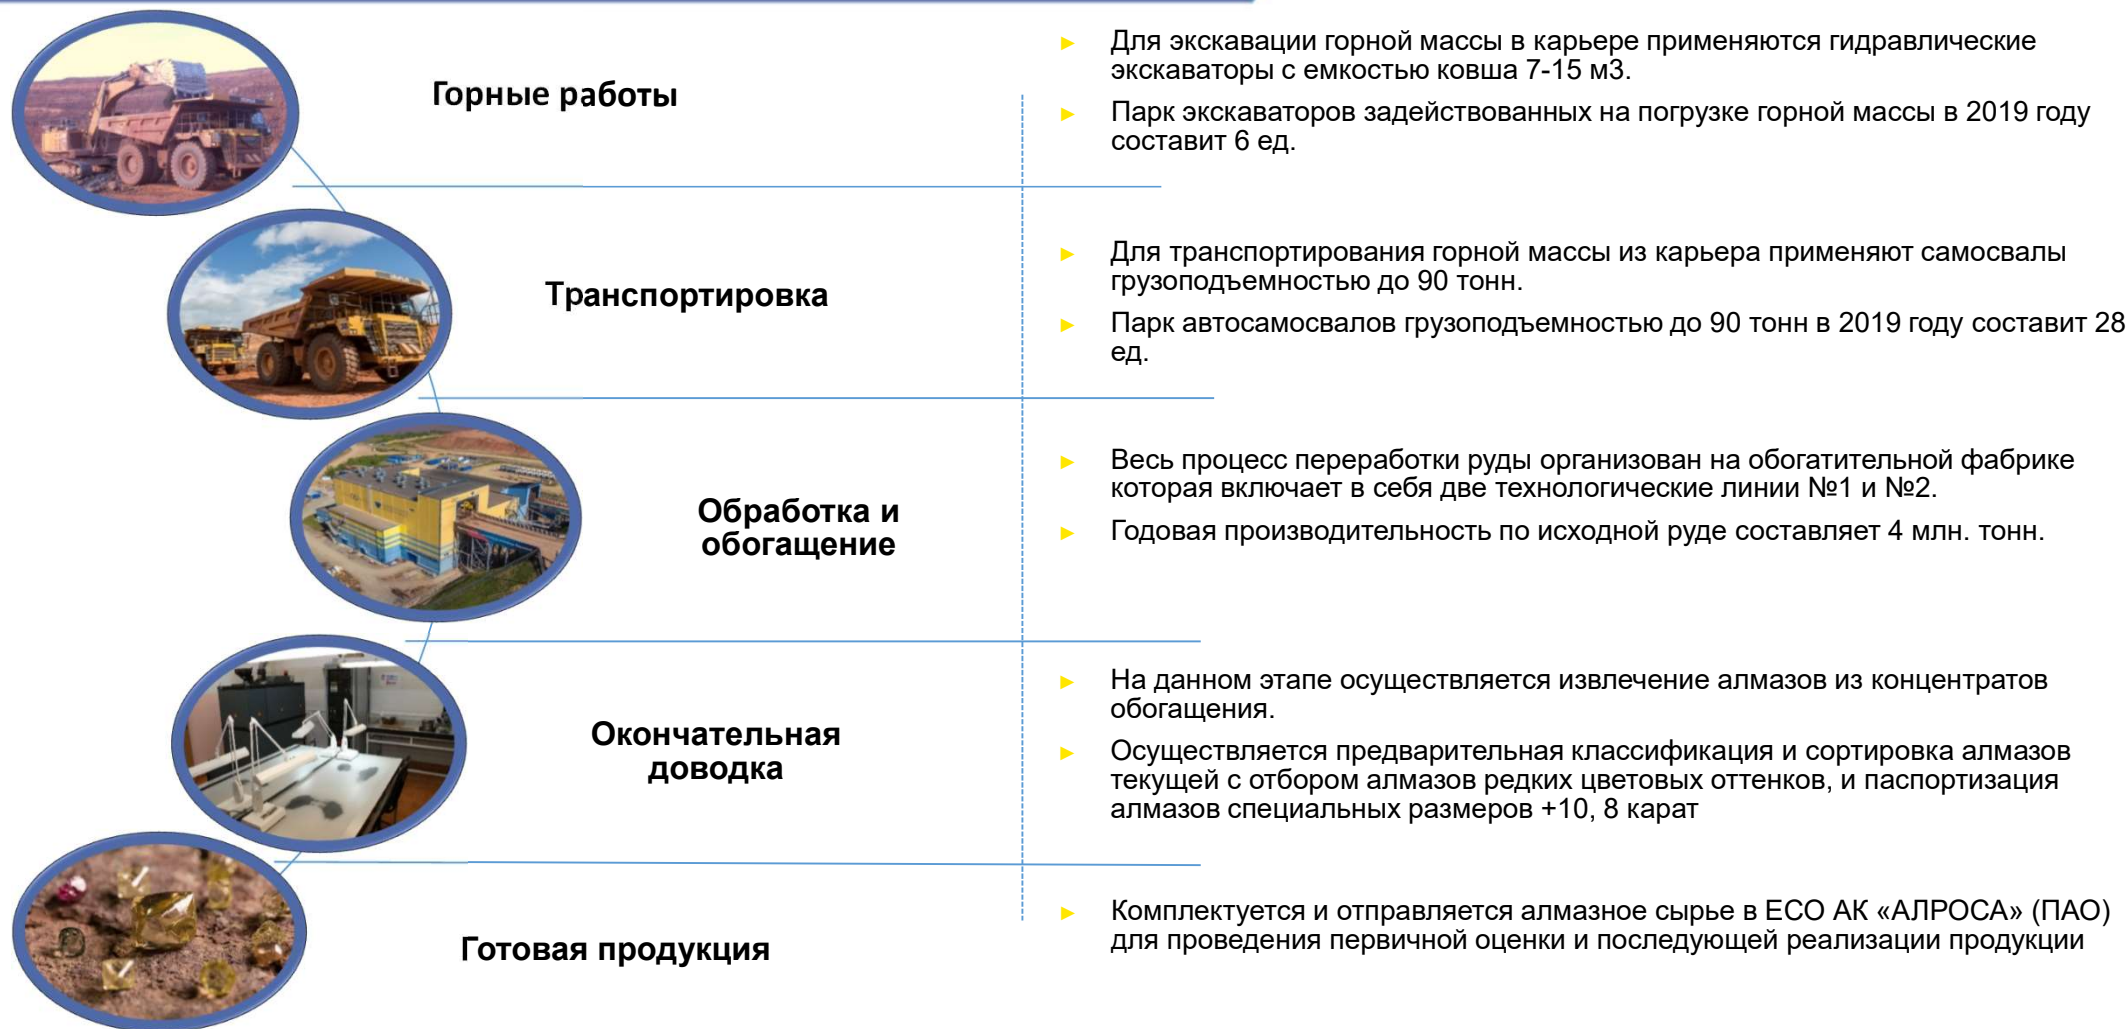 Горные работы
Для экскавации горной массы в карьере применяются гидравлические
экскаваторы с емкостью ковша 7-15 м3.
Парк экскаваторов задействованных на погрузке горной массы в 2019 году
составит 6 ед.
Транспортировка
Для транспортирования горной массы из карьера применяют самосвалы
грузоподъемностью до 90 тонн.
Парк автосамосвалов грузоподъемностью до 90 тонн в 2019 году составит 28
ед.
Обработка и
обогащение
Весь процесс переработки руды организован на обогатительной фабрике
которая включает в себя две технологические линии №1 и №2.
Годовая производительность по исходной руде составляет 4 млн. тонн.
Окончательная
доводка
На данном этапе осуществляется извлечение алмазов из концентратов
обогащения.
Осуществляется предварительная классификация и сортировка алмазов
текущей с отбором алмазов редких цветовых оттенков, и паспортизация
алмазов специальных размеров +10, 8 карат
Готовая продукция
Комплектуется и отправляется алмазное сырье в ЕСО АК «АЛРОСА» (ПАО)
для проведения первичной оценки и последующей реализации продукции